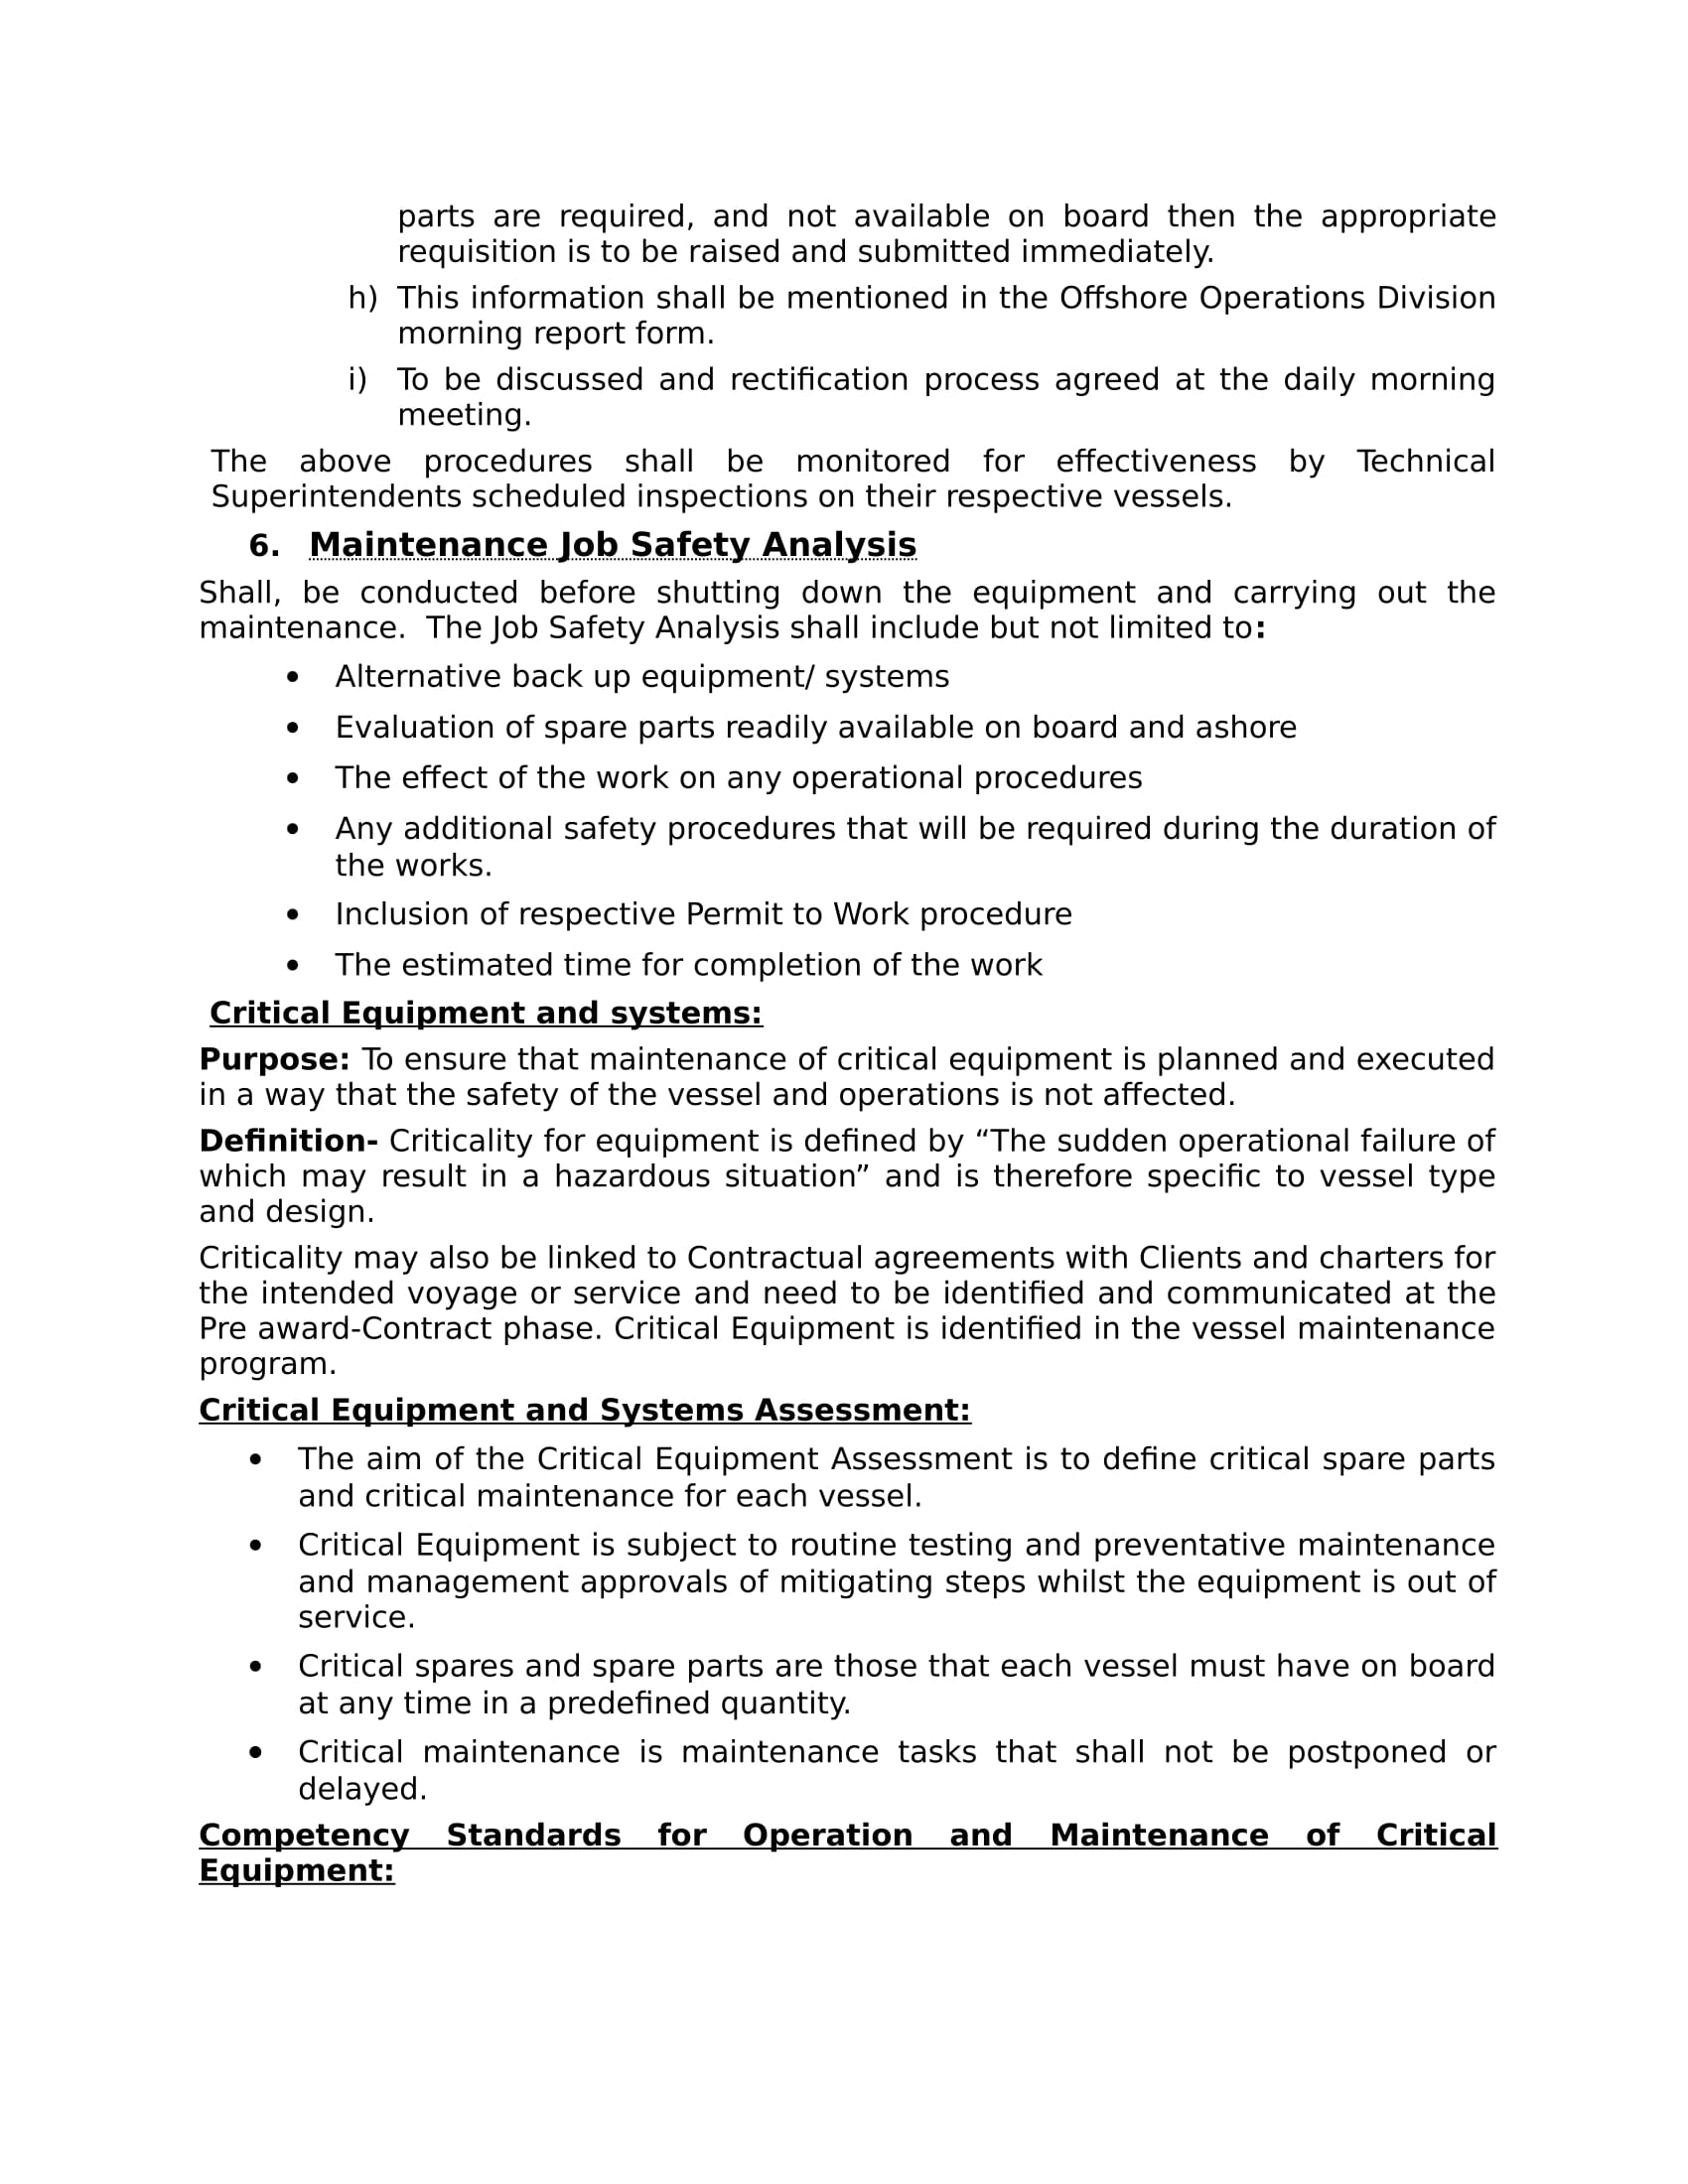 parts are required, and not available on board then the appropriate
requisition is to be raised and submitted immediately.
h) This information shall be mentioned in the Offshore Operations Division
morning report form.
i) To be discussed and rectification process agreed at the daily morning
meeting.
The above procedures shall be monitored for effectiveness by Technical
Superintendents scheduled inspections on their respective vessels.
6. Maintenance Job Safety Analysis
Shall, be conducted before shutting down the equipment and carrying out the
maintenance.  The Job Safety Analysis shall include but not limited to:
• Alternative back up equipment/ systems
• Evaluation of spare parts readily available on board and ashore
• The effect of the work on any operational procedures
• Any additional safety procedures that will be required during the duration of
the works.
• Inclusion of respective Permit to Work procedure
• The estimated time for completion of the work
Critical Equipment and systems:
Purpose: To ensure that maintenance of critical equipment is planned and executed
in a way that the safety of the vessel and operations is not affected.
Definition- Criticality for equipment is defined by “The sudden operational failure of
which may result in a hazardous situation” and is therefore specific to vessel type
and design.
Criticality may also be linked to Contractual agreements with Clients and charters for
the intended voyage or service and need to be identified and communicated at the
Pre award-Contract phase. Critical Equipment is identified in the vessel maintenance
program.
Critical Equipment and Systems Assessment:
• The aim of the Critical Equipment Assessment is to define critical spare parts
and critical maintenance for each vessel.
• Critical Equipment is subject to routine testing and preventative maintenance
and management approvals of mitigating steps whilst the equipment is out of
service.
• Critical spares and spare parts are those that each vessel must have on board
at any time in a predefined quantity.
• Critical maintenance is maintenance tasks that shall not be postponed or
delayed.
Competency Standards for Operation and Maintenance of Critical
Equipment: